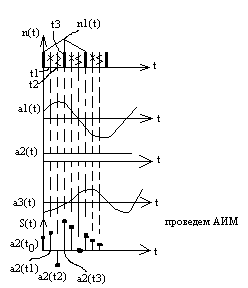 t3
n1(t)
n(t)
t1
t
t2
a1(t)
t
a2(t)
t
a3(t)
t
S(t)
проведем АИМ
a2(t0)
t
a2(t1)
a2(t2)
a2(t3)